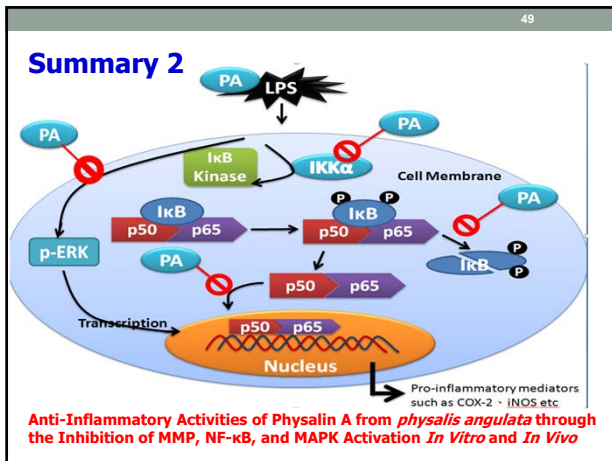 49
Summary 2
PA
LPS
PA
PA
IκB
Kinase
IKKα
Cell Membrane
PA
IκB
p50 p65
P
P
IκB
p50 p65
p-ERK
PA
P
IκB
P
p50 p65
Transcription
p50 p65
Nucleus
Pro-inflammatory mediators
such as COX-2、iNOS etc
Anti-Inflammatory Activities of Physalin A from physalis angulata through
the Inhibition of MMP, NF-κB, and MAPK Activation In Vitro and In Vivo